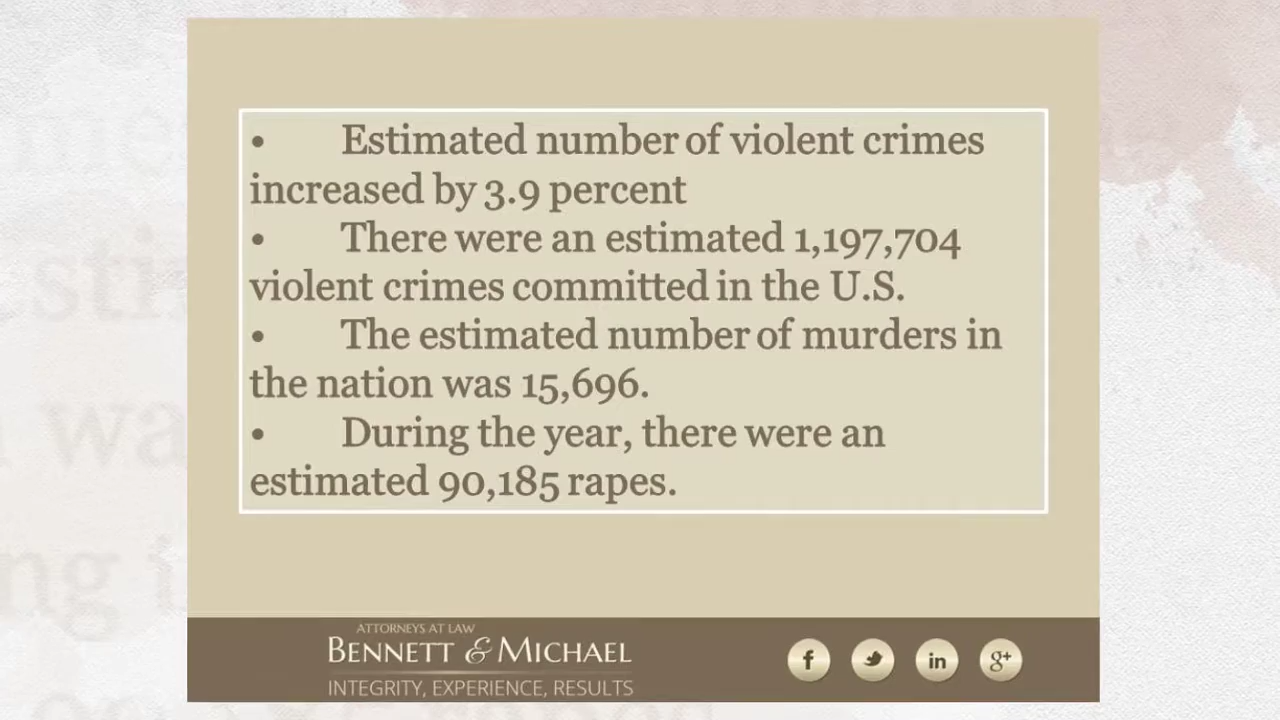 • Estimated number of violent crimes
increased by 3.9 percent
• There were an estimated 1,197,704
violent crimes committed in the U.S.
• The estimated number of murders in
the nation was 15,696.
• During the year, there were an
estimated 90,185 rapes.
ATTORNEYS AT LAW
BENNETT & MICHAEL
INTEGRITY, EXPERIENCE, RESULTS
f in g+